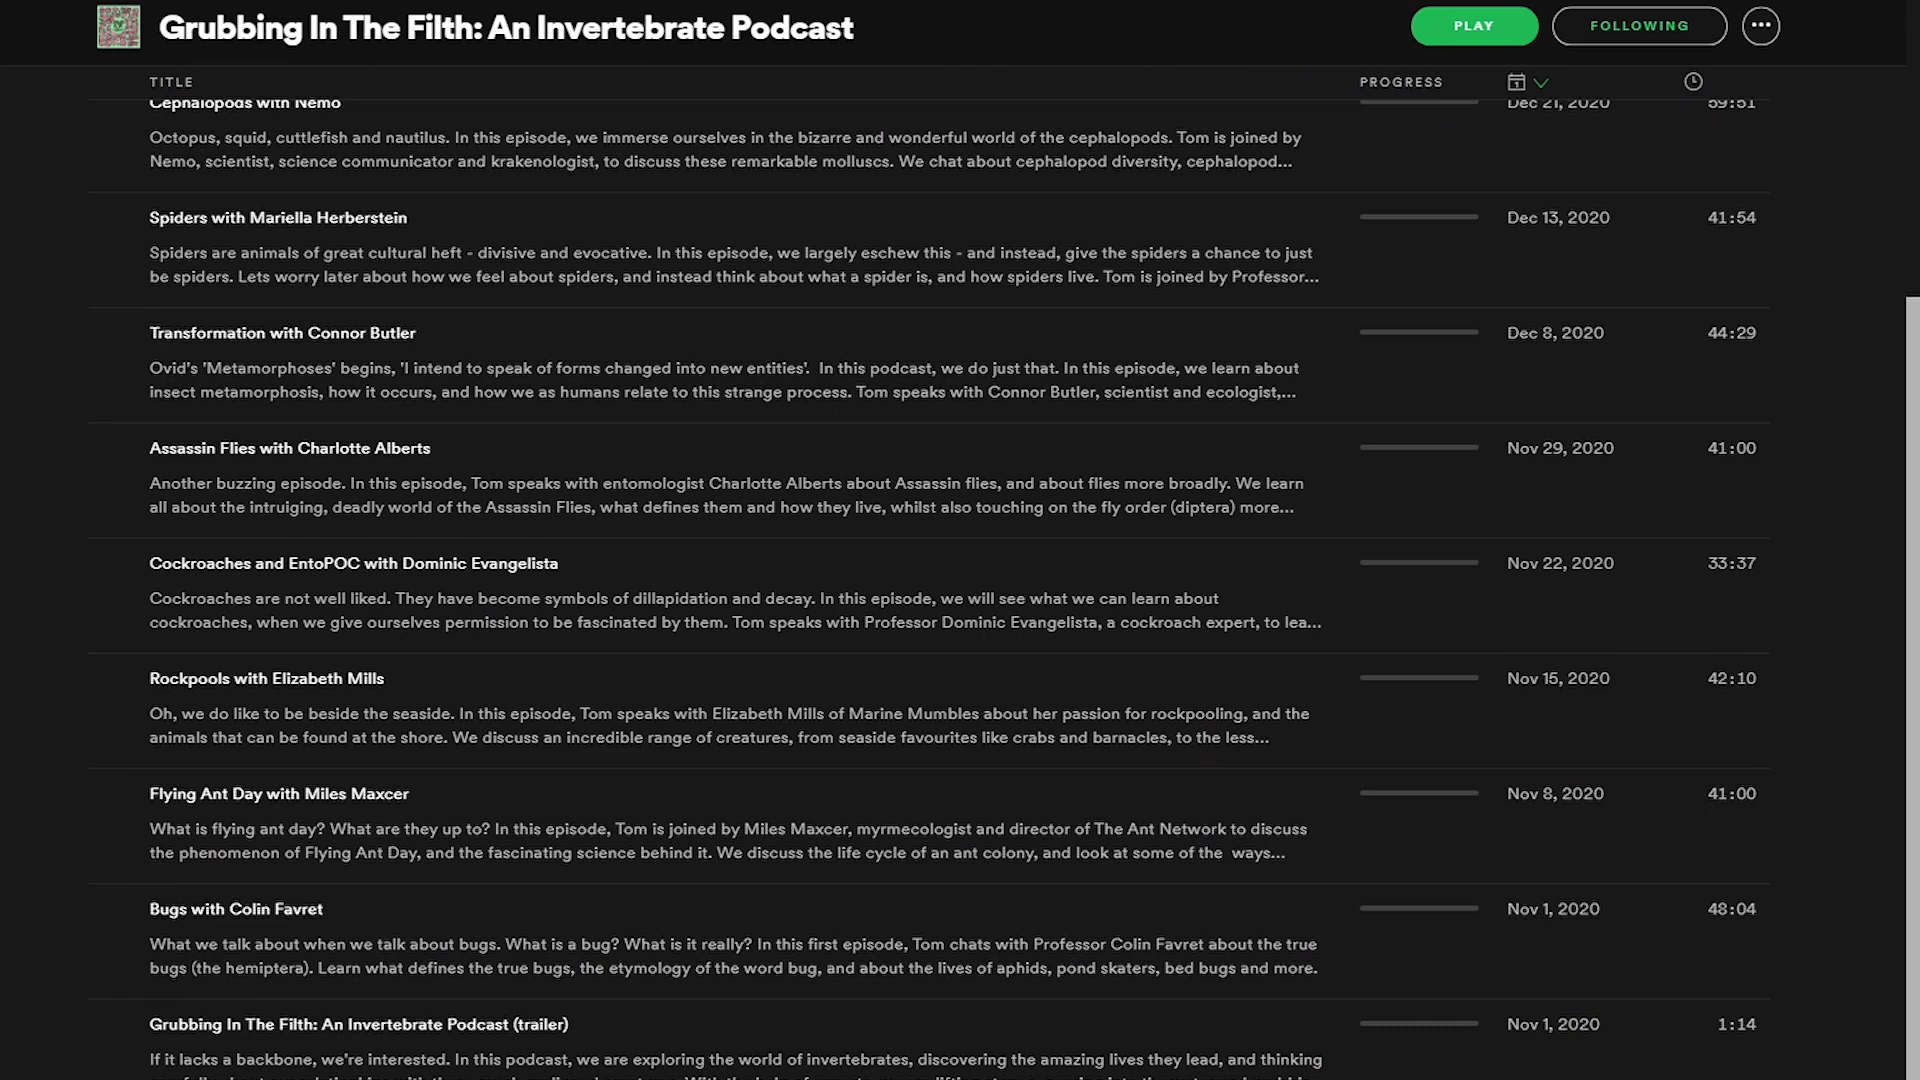 Grubbing In The Filth: An Invertebrate Podcast
PLAY
FOLLOWING
TITLE
PROGRESS
Cephalopods with Nemo
Dec 21, 2020
59:51
Octopus, squid, cuttlefish and nautilus. In this episode, we immerse ourselves in the bizarre and wonderful world of the cephalopods. Tom is joined by
Nemo, scientist, science communicator and krakenologist, to discuss these remarkable molluscs. We chat about cephalopod diversity, cephalopod...
Spiders with Mariella Herberstein
Dec 13, 2020
41:54
Spiders are animals of great cultural heft - divisive and evocative. In this episode, we largely eschew this - and instead, give the spiders a chance to just
be spiders. Lets worry later about how we feel about spiders, and instead think about what a spider is, and how spiders live. Tom is joined by Professor...
Transformation with Connor Butler
Dec 8, 2020
44:29
Ovid's 'Metamorphoses' begins, 'I intend to speak of forms changed into new entities'.  In this podcast, we do just that. In this episode, we learn about
insect metamorphosis, how it occurs, and how we as humans relate to this strange process. Tom speaks with Connor Butler, scientist and ecologist,...
Assassin Flies with Charlotte Alberts
Nov 29, 2020
41:00
Another buzzing episode. In this episode, Tom speaks with entomologist Charlotte Alberts about Assassin flies, and about flies more broadly. We learn
all about the intruiging, deadly world of the Assassin Flies, what defines them and how they live, whilst also touching on the fly order (diptera) more...
Cockroaches and EntoPOC with Dominic Evangelista
Nov 22, 2020
33:37
Cockroaches are not well liked. They have become symbols of dillapidation and decay. In this episode, we will see what we can learn about
cockroaches, when we give ourselves permission to be fascinated by them. Tom speaks with Professor Dominic Evangelista, a cockroach expert, to lea...
Rockpools with Elizabeth Mills
Nov 15, 2020
42:10
Oh, we do like to be beside the seaside. In this episode, Tom speaks with Elizabeth Mills of Marine Mumbles about her passion for rockpooling, and the
animals that can be found at the shore. We discuss an incredible range of creatures, from seaside favourites like crabs and barnacles, to the less...
Flying Ant Day with Miles Maxcer
Nov 8, 2020
41:00
What is flying ant day? What are they up to? In this episode, Tom is joined by Miles Maxcer, myrmecologist and director of The Ant Network to discuss
the phenomenon of Flying Ant Day, and the fascinating science behind it. We discuss the life cycle of an ant colony, and look at some of the  ways...
Bugs with Colin Favret
Nov 1, 2020
48:04
What we talk about when we talk about bugs. What is a bug? What is it really? In this first episode, Tom chats with Professor Colin Favret about the true
bugs (the hemiptera). Learn what defines the true bugs, the etymology of the word bug, and about the lives of aphids, pond skaters, bed bugs and more.
Grubbing In The Filth: An Invertebrate Podcast (trailer)
Nov 1, 2020
1:14
If it lacks a backbone, we're interested. In this podcast, we are exploring the world of invertebrates, discovering the amazing lives they lead, and thinking